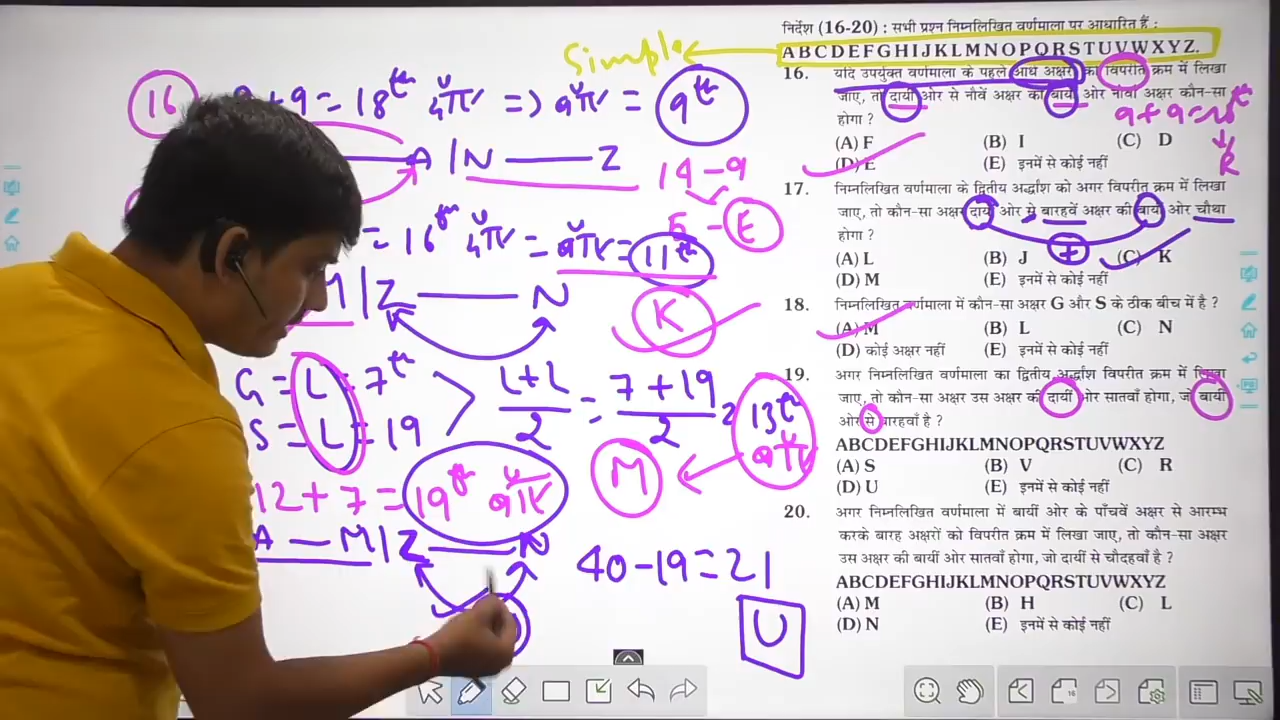 निर्देश (16-20) : सभी प्रश्न निम्नलिखित वर्णमाला पर आधारित हैं :
A B C D E F G H I J K L M N O P Q R S T U V W X Y Z.
Simple
16. यदि उपर्युक्त वर्णमाला के पहले आधे अक्षर को विपरीत क्रम में लिखा
जाए, तो दायीं ओर से नौवें अक्षर की बायीं ओर नौवां अक्षर कौन-सा
होगा ?
(A) F (B) I (C) D
(D) E (E) इनमें से कोई नहीं
9+9=18th
R
17. निम्नलिखित वर्णमाला के द्वितीय अर्द्धांश को अगर विपरीत क्रम में लिखा
जाए, तो कौन-सा अक्षर दायीं ओर से बारहवें अक्षर की बायीं ओर चौथा
होगा ?
+
(A) L (B) J (C) K
(D) M (E) इनमें से कोई नहीं
18. निम्नलिखित वर्णमाला में कौन-सा अक्षर G और S के ठीक बीच में है ?
(A) M (B) L (C) N
(D) कोई अक्षर नहीं (E) इनमें से कोई नहीं
19. अगर निम्नलिखित वर्णमाला का द्वितीय अर्द्धांश विपरीत क्रम में लिखा
जाए, तो कौन-सा अक्षर उस अक्षर की दायीं ओर सातवाँ होगा, जो बायीं
ओर से बारहवाँ है ?
ABCDEFGHIJKLMNOPQRSTUVWXYZ
(A) S (B) V (C) R
(D) U (E) इनमें से कोई नहीं
20. अगर निम्नलिखित वर्णमाला में बायीं ओर के पाँचवें अक्षर से आरम्भ
करके बारह अक्षरों को विपरीत क्रम में लिखा जाए, तो कौन-सा अक्षर
उस अक्षर की बायीं ओर सातवाँ होगा, जो दायीं से चौदहवाँ है ?
ABCDEFGHIJKLMNOPQRSTUVWXYZ
(A) M (B) H (C) L
(D) N (E) इनमें से कोई नहीं
16 + 9 = 18th दाँए => बाँए = 9th
A | N — Z
14 - 9
5 - E
= 16th दाँए = बाँए = 11th
| Z — N
K
G = L = 7th
S = L = 19
L+L / 2 = 7+19 / 2 = 13th
बाँए
M
12 + 7 = 19th बाँए
A — M | Z — N
40 - 19 = 21
U